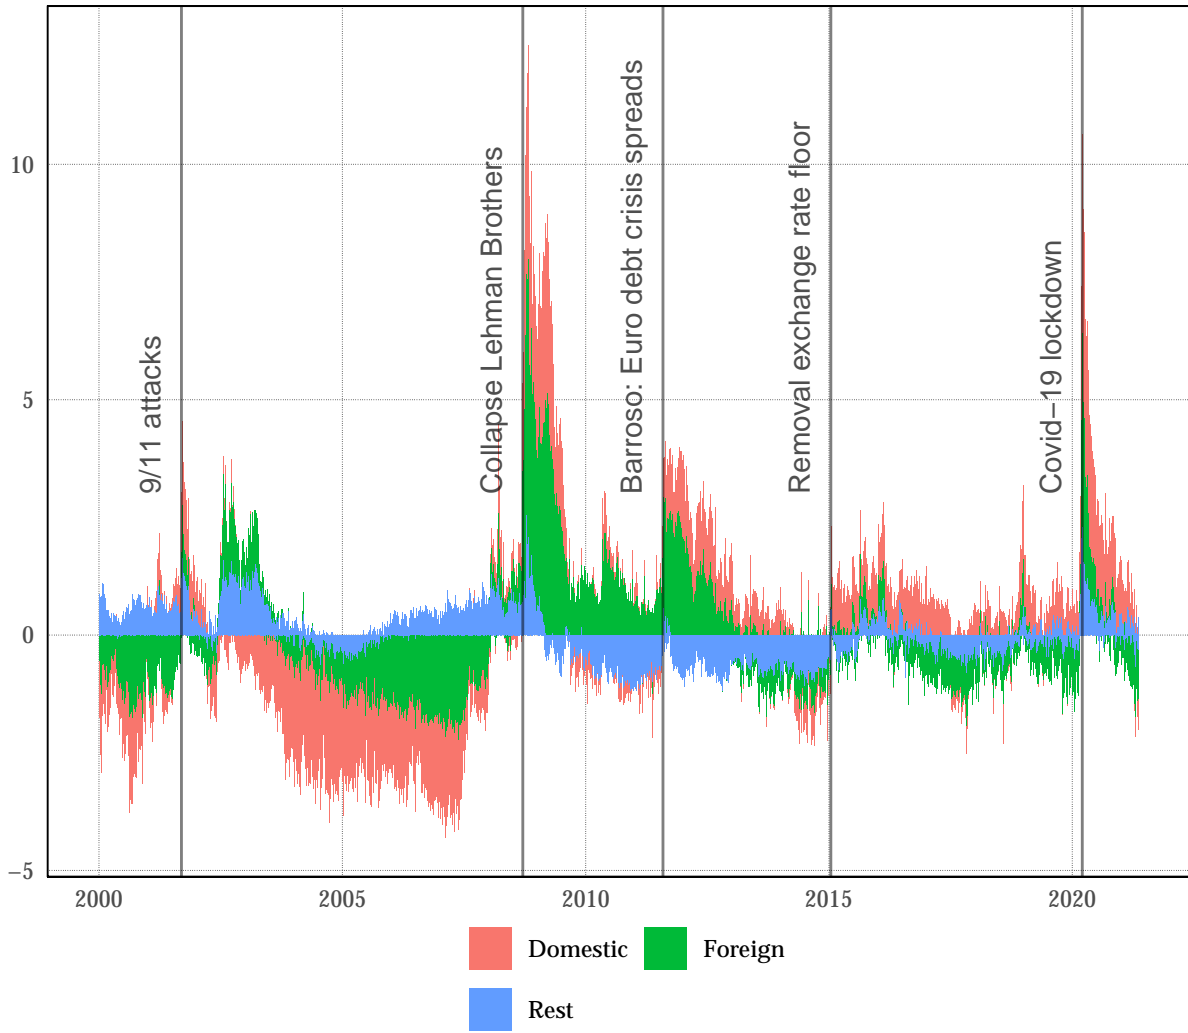 10
5
0
−5
9/11 attacks
Collapse Lehman Brothers
Barroso: Euro debt crisis spreads
Removal exchange rate floor
Covid−19 lockdown
2000
2005
2010
2015
2020
Domestic
Foreign
Rest